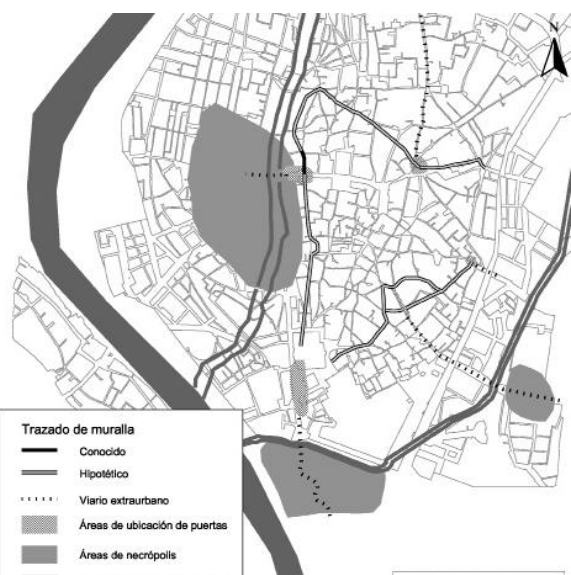 N
Trazado de muralla
Conocido
Hipotético
Viario extraurbano
Áreas de ubicación de puertas
Áreas de necrópolis